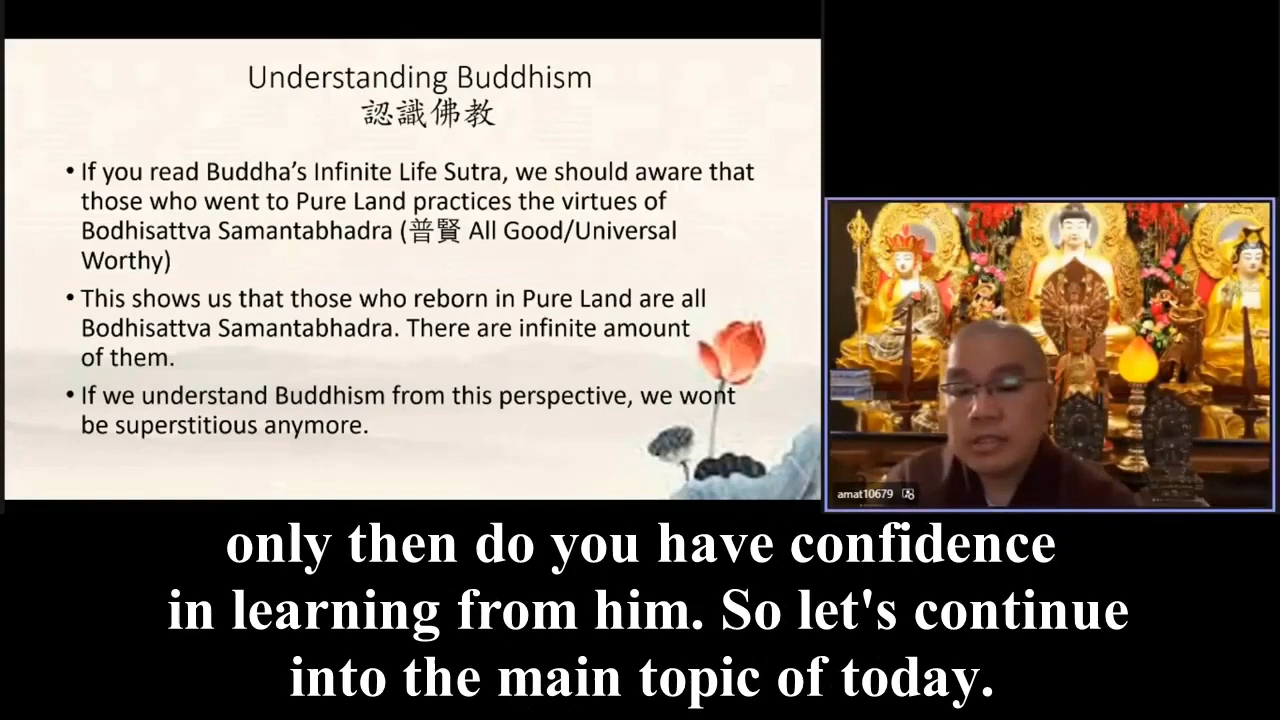 Understanding Buddhism
認識佛教
• If you read Buddha’s Infinite Life Sutra, we should aware that
those who went to Pure Land practices the virtues of
Bodhisattva Samantabhadra (普賢 All Good/Universal
Worthy)
• This shows us that those who reborn in Pure Land are all
Bodhisattva Samantabhadra. There are infinite amount
of them.
• If we understand Buddhism from this perspective, we wont
be superstitious anymore.
amat10679
only then do you have confidence
in learning from him. So let's continue
into the main topic of today.